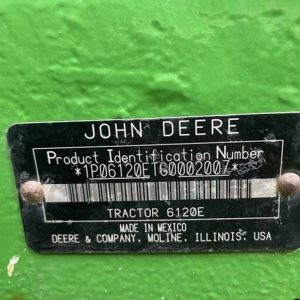 JOHN DEERE
Product Identification Number
*1P06120ETG0002007*
TRACTOR 6120E
MADE IN MEXICO
DEERE & COMPANY, MOLINE, ILLINOIS, USA